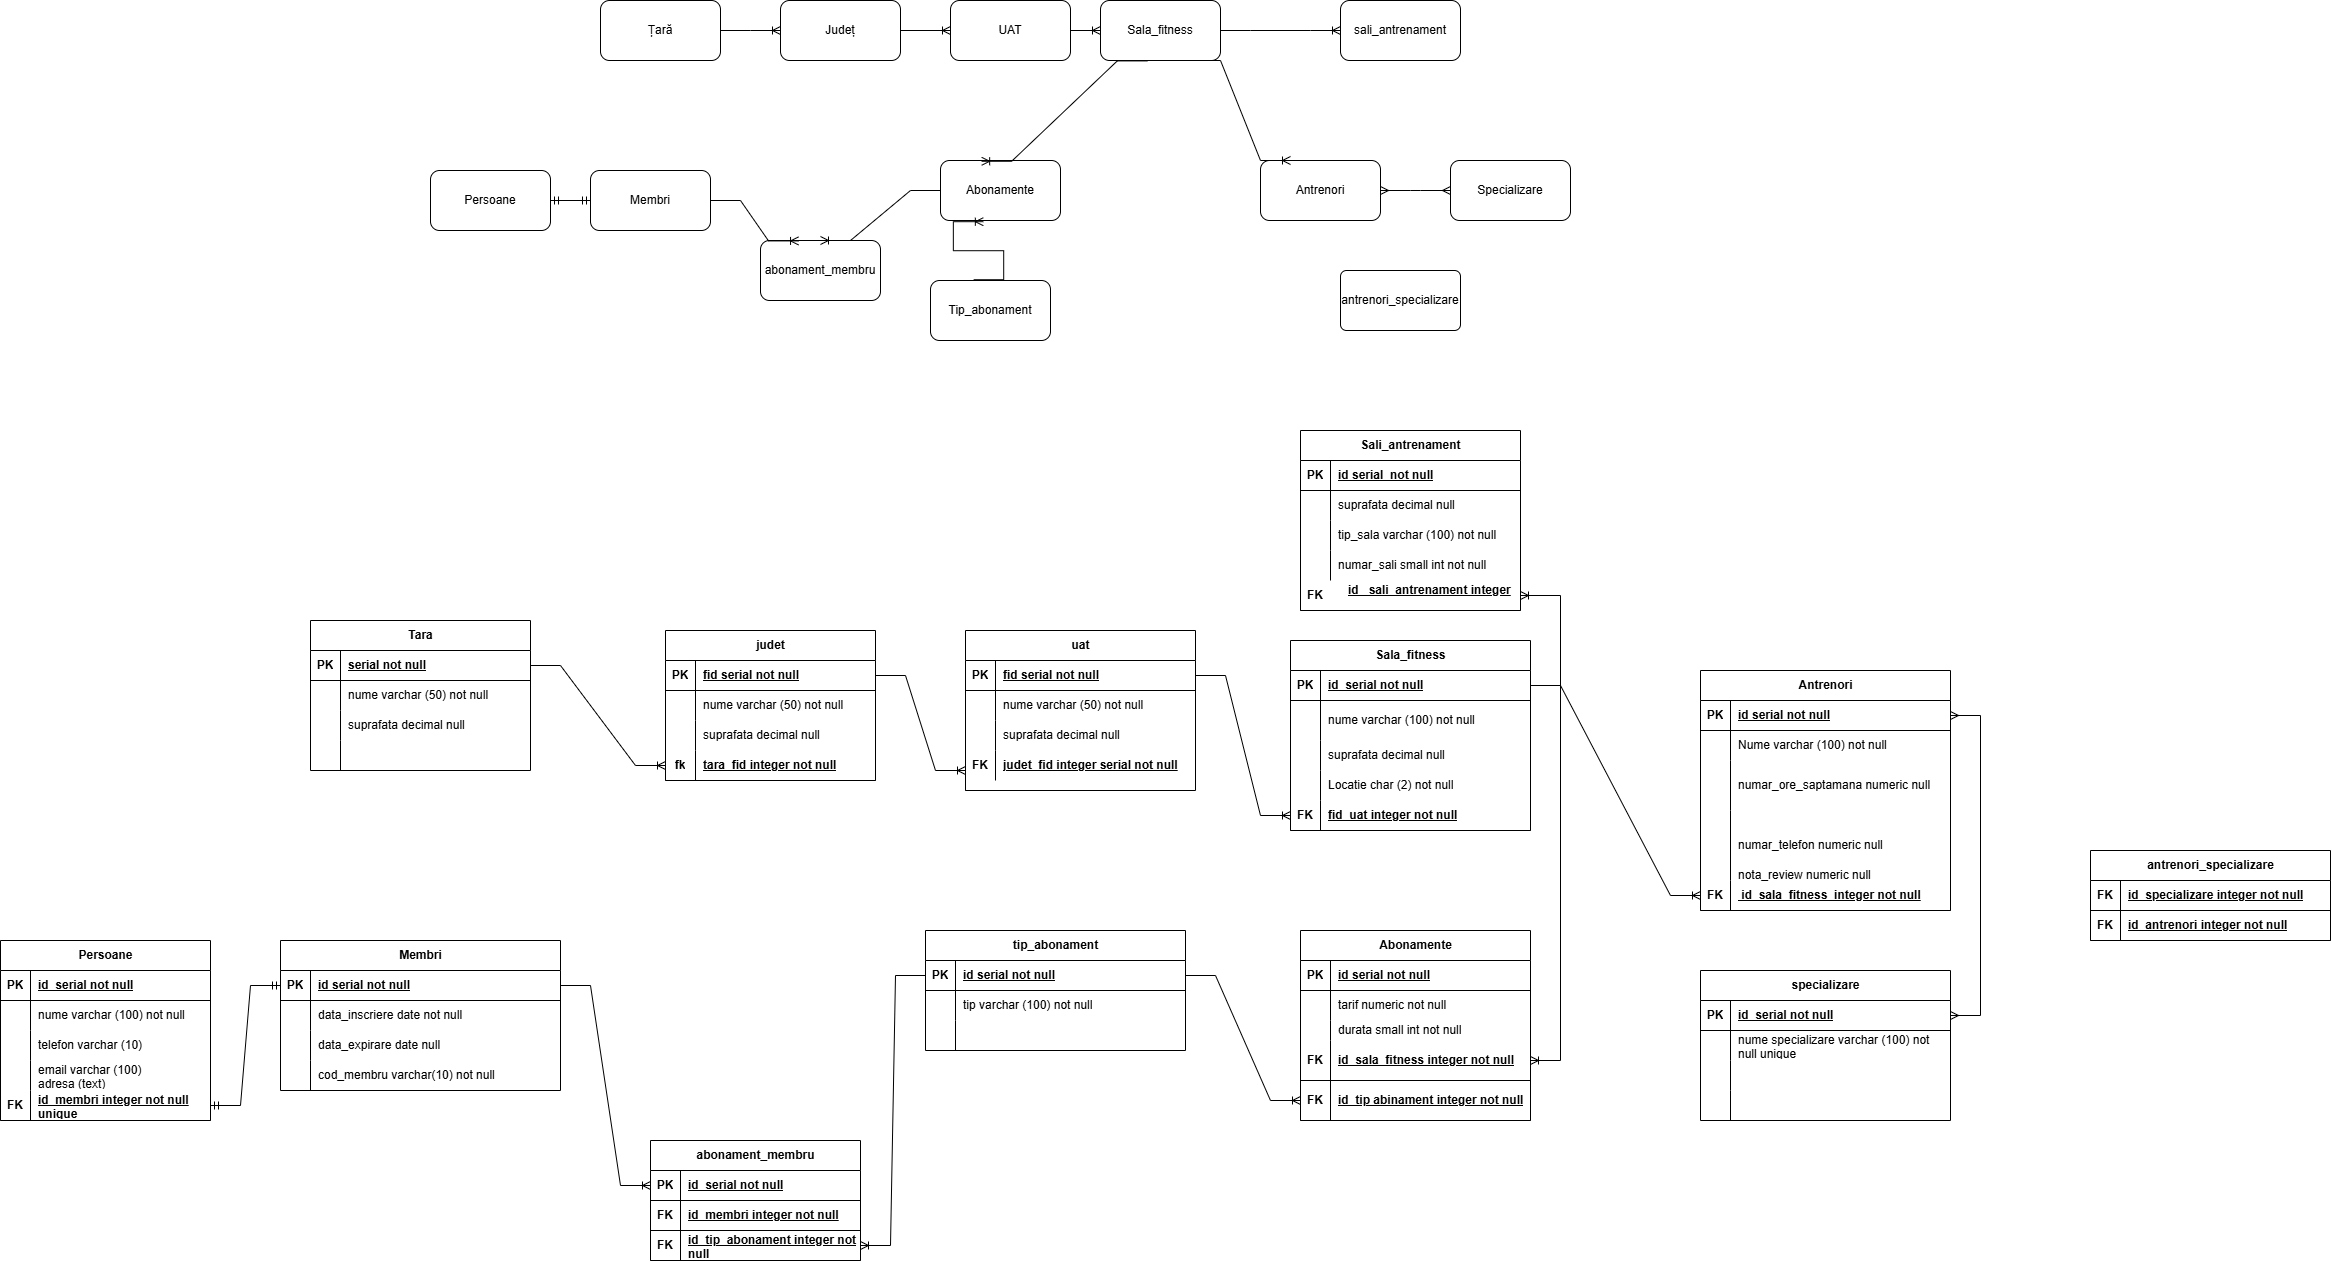 Țară
Județ
UAT
Sala_fitness
sali_antrenament
Persoane
Membri
Abonamente
Antrenori
Specializare
abonament_membru
Tip_abonament
antrenori_specializare
Sali_antrenament
PK id serial not null
suprafata decimal null
tip_sala varchar (100) not null
numar_sali small int not null
FK id_ sali_antrenament integer
Tara
PK serial not null
nume varchar (50) not null
suprafata decimal null
judet
PK fid serial not null
nume varchar (50) not null
suprafata decimal null
fk tara_fid integer not null
uat
PK fid serial not null
nume varchar (50) not null
suprafata decimal null
FK judet_fid integer serial not null
Sala_fitness
PK id_serial not null
nume varchar (100) not null
suprafata decimal null
Locatie char (2) not null
FK fid_uat integer not null
Antrenori
PK id serial not null
Nume varchar (100) not null
numar_ore_saptamana numeric null
numar_telefon numeric null
nota_review numeric null
FK id_sala_fitness_integer not null
antrenori_specializare
FK id_specializare integer not null
FK id_antrenori integer not null
Persoane
PK id_serial not null
nume varchar (100) not null
telefon varchar (10)
email varchar (100)
adresa (text)
FK id_membri integer not null
unique
Membri
PK id serial not null
data_inscriere date not null
data_expirare date null
cod_membru varchar(10) not null
tip_abonament
PK id serial not null
tip varchar (100) not null
Abonamente
PK id serial not null
tarif numeric not null
durata small int not null
FK id_sala_fitness integer not null
FK id_tip abinament integer not null
specializare
PK id_serial not null
nume specializare varchar (100) not
null unique
abonament_membru
PK id_serial not null
FK id_membri integer not null
FK id_tip_abonament integer not
null